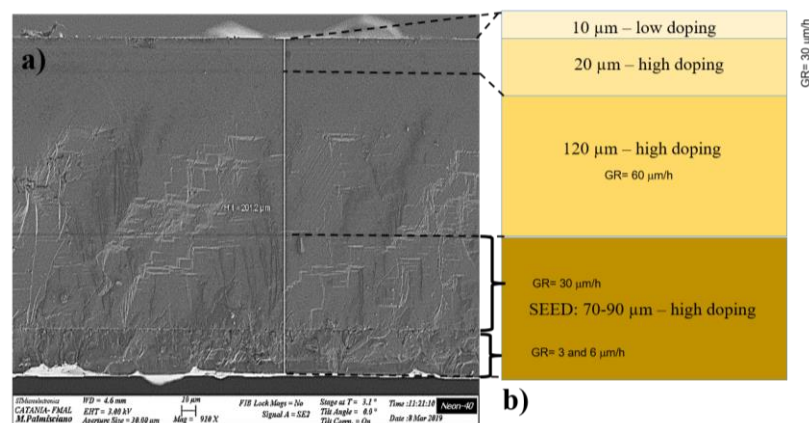 a)
H 1 = 201.2 µm
STMicroelectronics
CATANIA - FMAL
M.Palmisciano
WD = 4.6 mm
EHT = 3.00 kV
Aperture Size = 30.00 µm
20 µm
Mag = 910 X
FIB Lock Mags = No
Signal A = SE2
Stage at T = 3.1 °
Tilt Angle = 0.0 °
Tilt Corrn. = On
Time :11:21:10
Date :8 Mar 2019
Neon-40
10 µm – low doping
20 µm – high doping
GR= 30 µm/h
120 µm – high doping
GR= 60 µm/h
GR= 30 µm/h
SEED: 70-90 µm – high doping
GR= 3 and 6 µm/h
b)